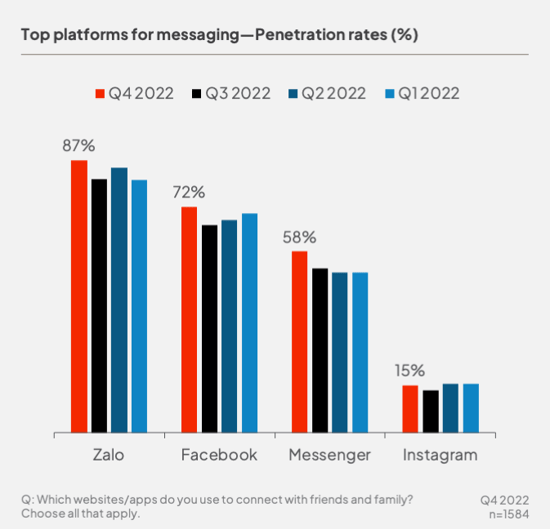 Top platforms for messaging—Penetration rates (%)
Q4 2022 Q3 2022 Q2 2022 Q1 2022
87%
72%
58%
15%
Zalo Facebook Messenger Instagram
Q: Which websites/apps do you use to connect with friends and family?
Choose all that apply.
Q4 2022
n=1584